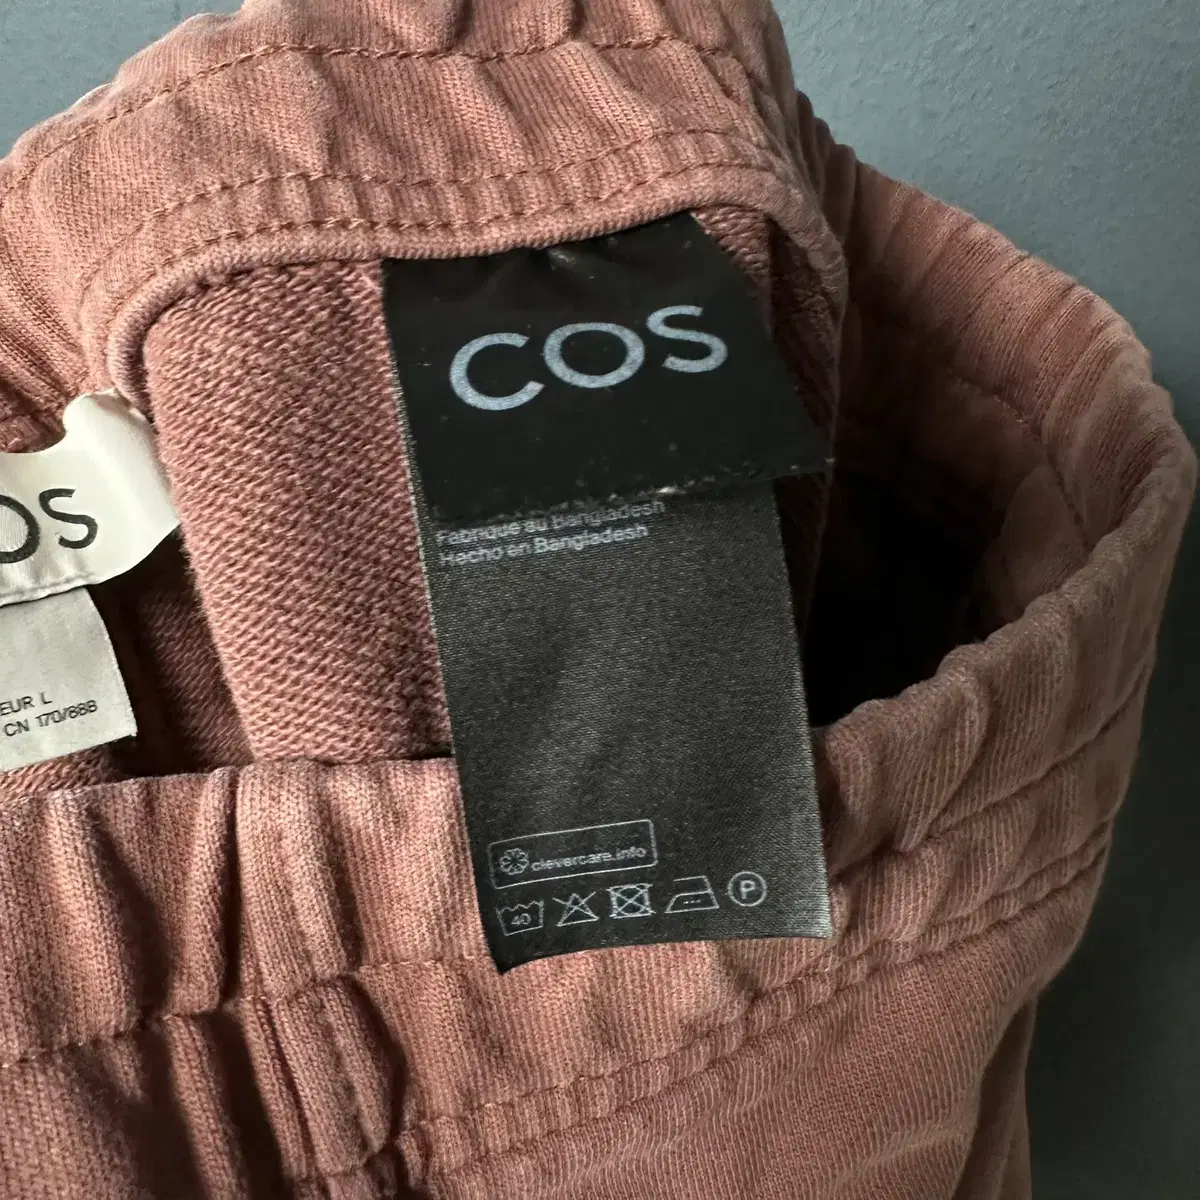 COS
Fabriqué au Bangladesh
Hecho en Bangladesh
OS
EUR L
CN 170/88B
clevercare.info
40
P